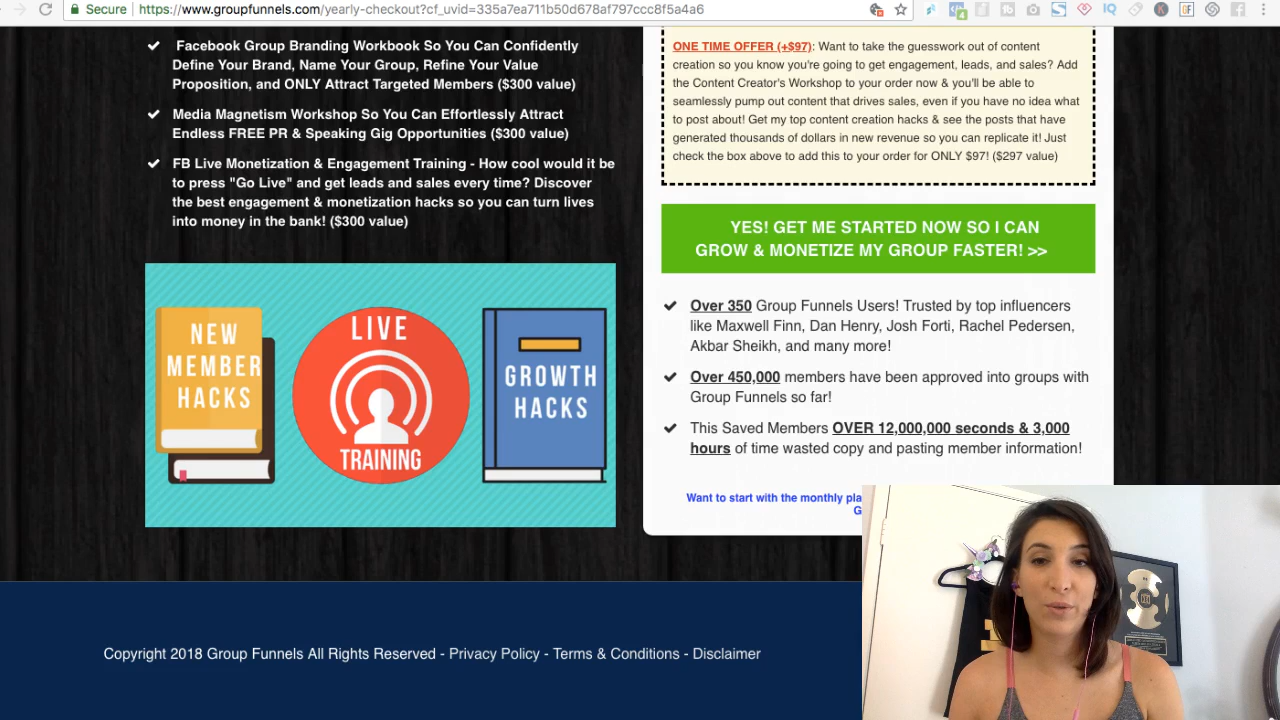 Secure
https://www.groupfunnels.com/yearly-checkout?cf_uvid=335a7ea711b50d678af797ccc8f5a4a6
Facebook Group Branding Workbook So You Can Confidently
Define Your Brand, Name Your Group, Refine Your Value
Proposition, and ONLY Attract Targeted Members ($300 value)
Media Magnetism Workshop So You Can Effortlessly Attract
Endless FREE PR & Speaking Gig Opportunities ($300 value)
FB Live Monetization & Engagement Training - How cool would it be
to press "Go Live" and get leads and sales every time? Discover
the best engagement & monetization hacks so you can turn lives
into money in the bank! ($300 value)
NEW
MEMBER
HACKS
LIVE
TRAINING
GROWTH
HACKS
ONE TIME OFFER (+$97): Want to take the guesswork out of content
creation so you know you're going to get engagement, leads, and sales? Add
the Content Creator's Workshop to your order now & you'll be able to
seamlessly pump out content that drives sales, even if you have no idea what
to post about! Get my top content creation hacks & see the posts that have
generated thousands of dollars in new revenue so you can replicate it! Just
check the box above to add this to your order for ONLY $97! ($297 value)
YES! GET ME STARTED NOW SO I CAN
GROW & MONETIZE MY GROUP FASTER! >>
Over 350 Group Funnels Users! Trusted by top influencers
like Maxwell Finn, Dan Henry, Josh Forti, Rachel Pedersen,
Akbar Sheikh, and many more!
Over 450,000 members have been approved into groups with
Group Funnels so far!
This Saved Members OVER 12,000,000 seconds & 3,000
hours of time wasted copy and pasting member information!
Want to start with the monthly pla
G
Copyright 2018 Group Funnels All Rights Reserved - Privacy Policy - Terms & Conditions - Disclaimer